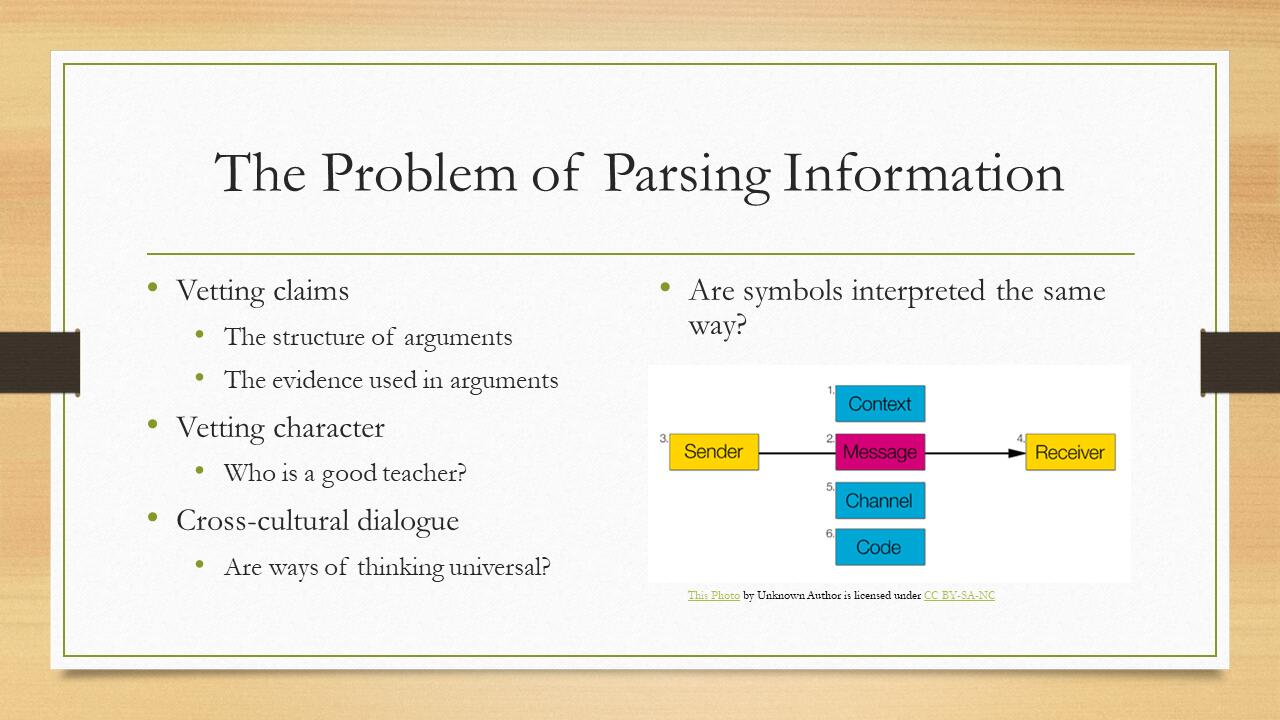 The Problem of Parsing Information
• Vetting claims
• The structure of arguments
• The evidence used in arguments
• Vetting character
• Who is a good teacher?
• Cross-cultural dialogue
• Are ways of thinking universal?
• Are symbols interpreted the same
way?
1. Context
3. Sender
2. Message
4. Receiver
5. Channel
6. Code
This Photo by Unknown Author is licensed under CC BY-SA-NC